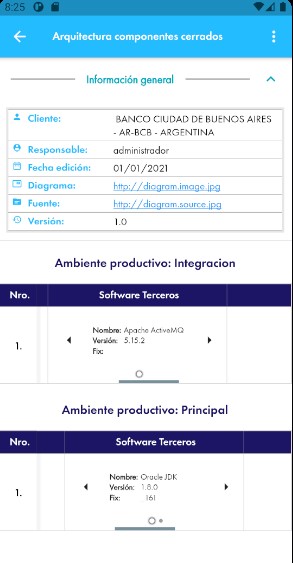 8:25
Arquitectura componentes cerrados
Información general
Cliente: BANCO CIUDAD DE BUENOS AIRES
- AR-BCB - ARGENTINA
Responsable: administrador
Fecha edición: 01/01/2021
Diagrama: http://diagram.image.jpg
Fuente: http://diagram.source.jpg
Versión: 1.0
Ambiente productivo: Integracion
Nro. Software Terceros
Nombre: Apache ActiveMQ
1. Versión: 5.15.2
Fix:
Ambiente productivo: Principal
Nro. Software Terceros
Nombre: Oracle JDK
1. Versión: 1.8.0
Fix: 161